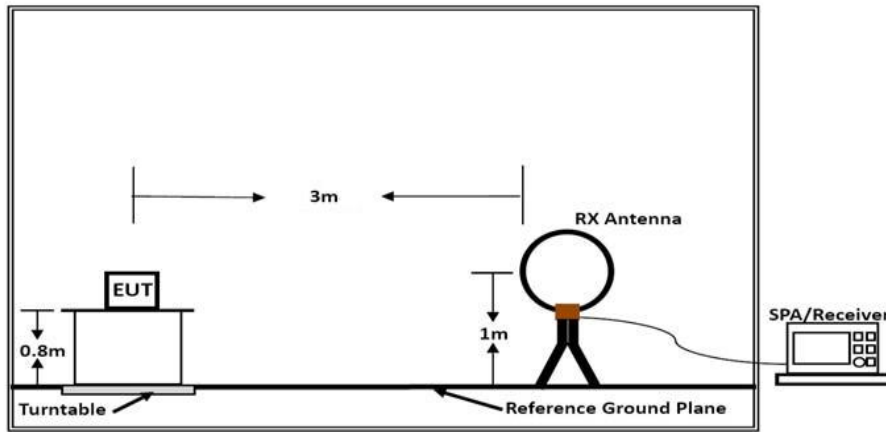 3m
RX Antenna
EUT
SPA/Receiver
1m
0.8m
Turntable
Reference Ground Plane